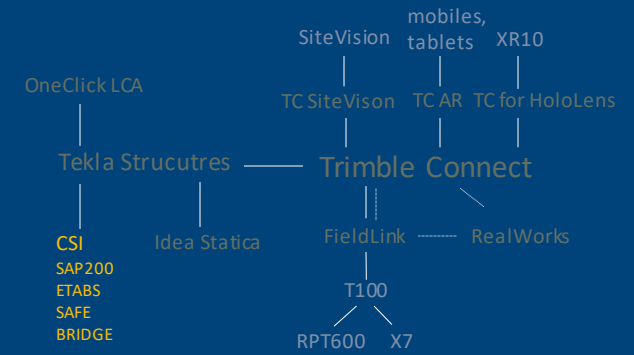 mobiles,
SiteVision tablets XR10
OneClick LCA
TC SiteVison TC AR TC for HoloLens
Tekla Strucutres Trimble Connect
CSI Idea Statica FieldLink RealWorks
SAP200
ETABS
SAFE
BRIDGE
T100
RPT600 X7